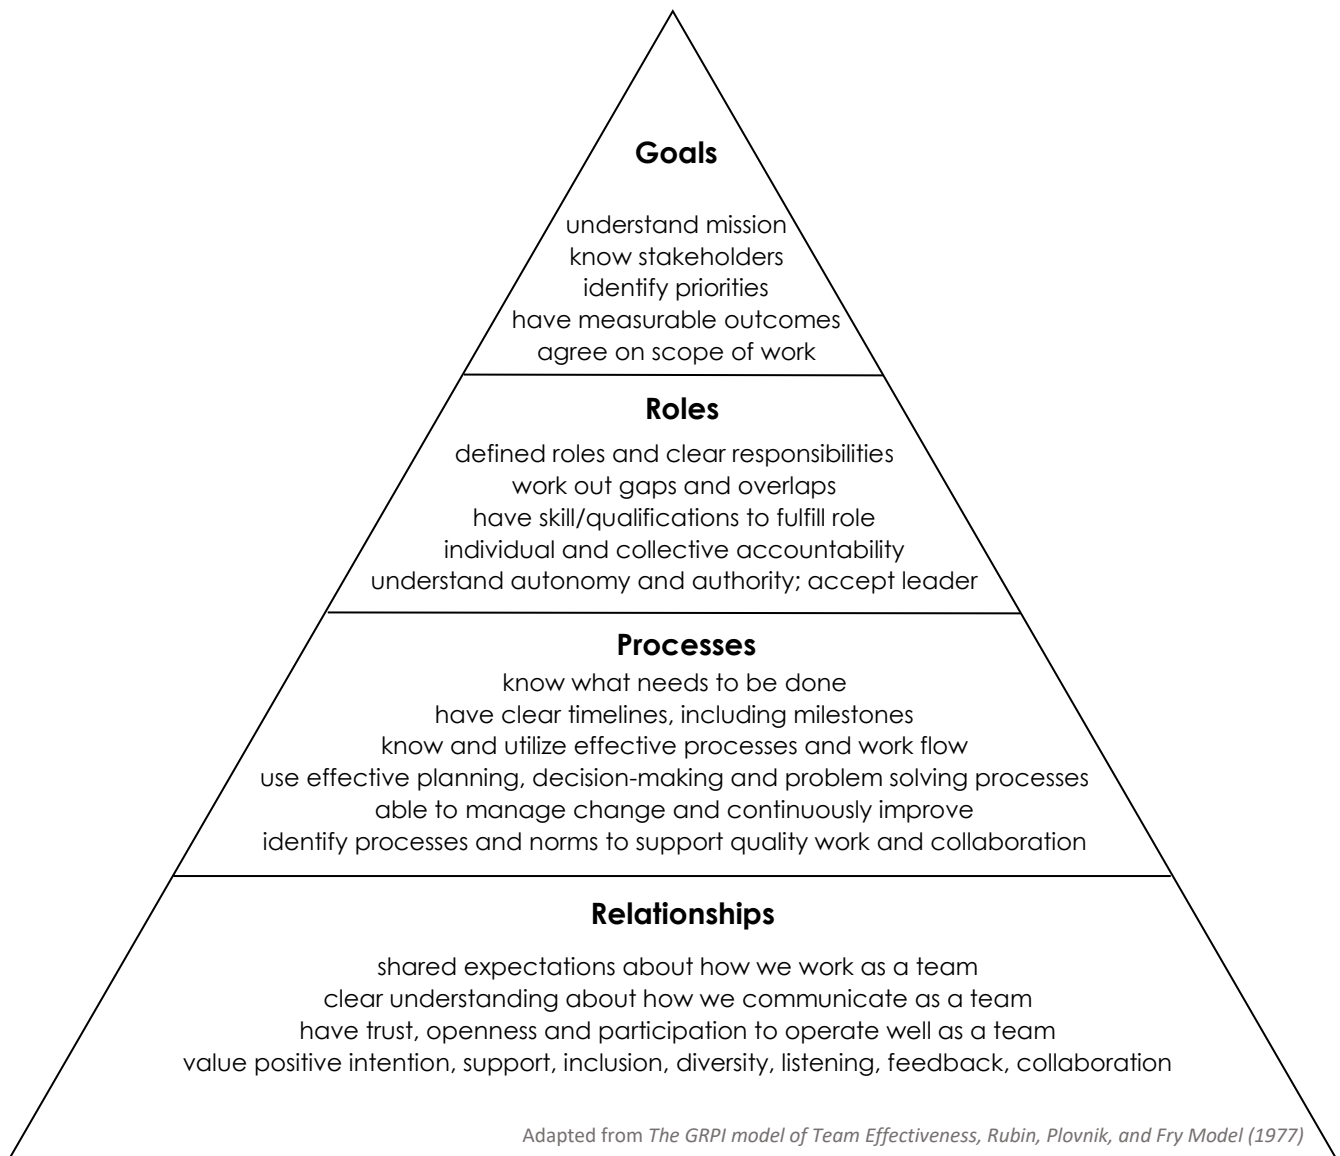 Goals
understand mission
know stakeholders
identify priorities
have measurable outcomes
agree on scope of work
Roles
defined roles and clear responsibilities
work out gaps and overlaps
have skill/qualifications to fulfill role
individual and collective accountability
understand autonomy and authority; accept leader
Processes
know what needs to be done
have clear timelines, including milestones
know and utilize effective processes and work flow
use effective planning, decision-making and problem solving processes
able to manage change and continuously improve
identify processes and norms to support quality work and collaboration
Relationships
shared expectations about how we work as a team
clear understanding about how we communicate as a team
have trust, openness and participation to operate well as a team
value positive intention, support, inclusion, diversity, listening, feedback, collaboration
Adapted from The GRPI model of Team Effectiveness, Rubin, Plovnik, and Fry Model (1977)